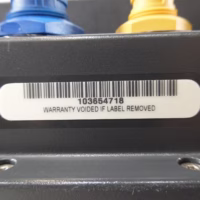 103654718
WARRANTY VOIDED IF LABEL REMOVED